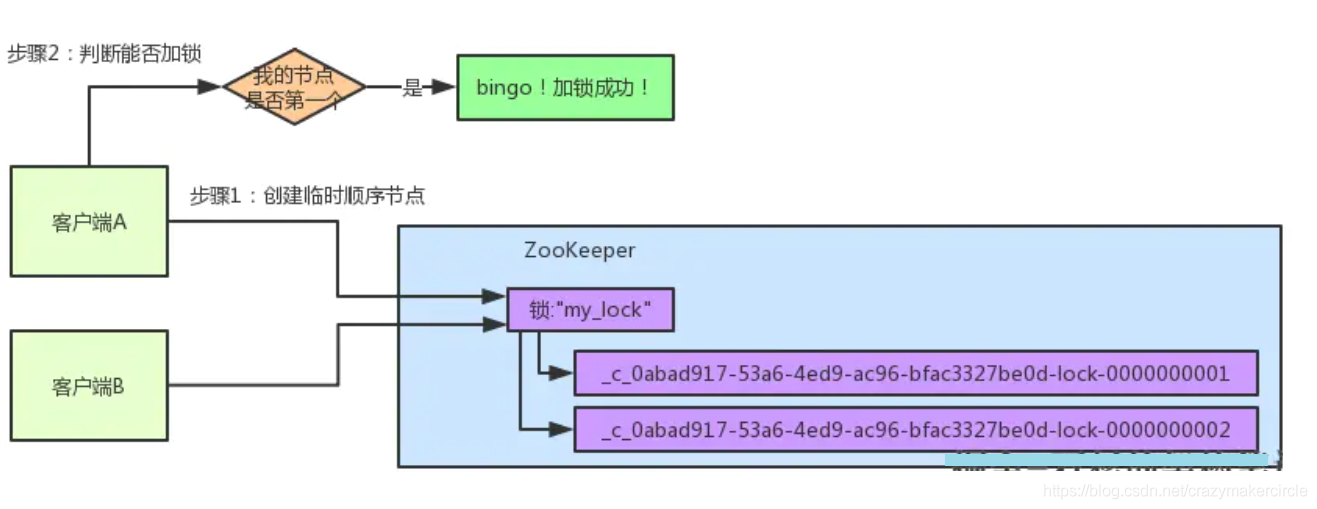 步骤2：判断能否加锁
我的节点
是否第一个
是
bingo！加锁成功！
步骤1：创建临时顺序节点
客户端A
ZooKeeper
锁:"my_lock"
_c_0abad917-53a6-4ed9-ac96-bfac3327be0d-lock-0000000001
客户端B
_c_0abad917-53a6-4ed9-ac96-bfac3327be0d-lock-0000000002
https://blog.csdn.net/crazymakercircle